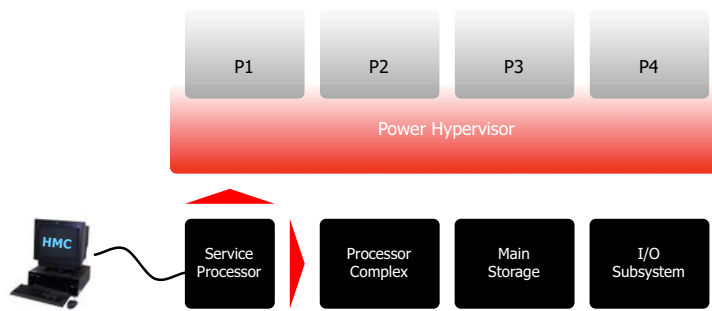 P1
P2
P3
P4
Power Hypervisor
HMC
Service
Processor
Processor
Complex
Main
Storage
I/O
Subsystem